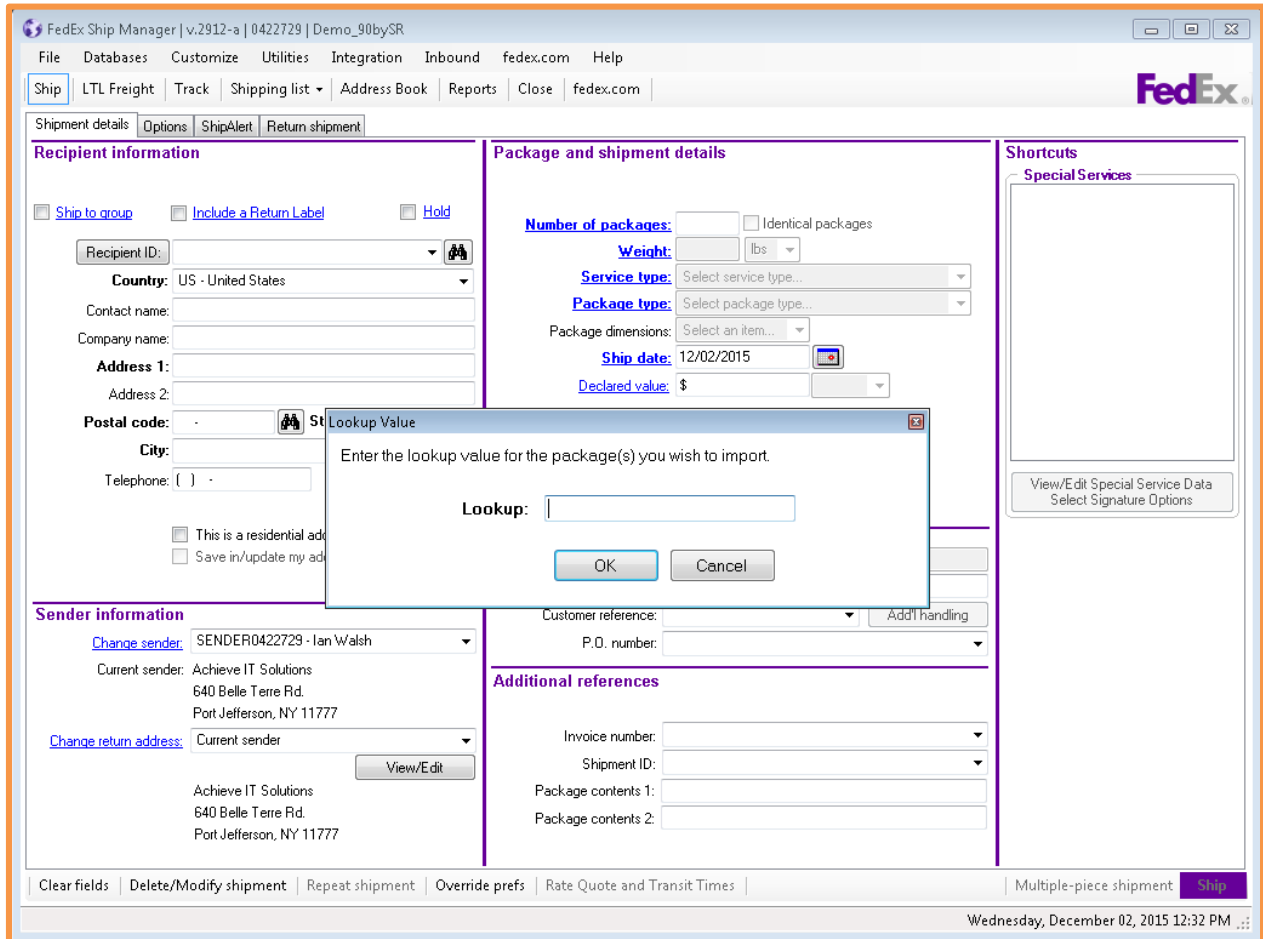 FedEx Ship Manager | v.2912-a | 0422729 | Demo_90bySR
File Databases Customize Utilities Integration Inbound fedex.com Help
Ship LTL Freight Track Shipping list Address Book Reports Close fedex.com
FedEx®
Shipment details Options ShipAlert Return shipment
Recipient information
Ship to group Include a Return Label Hold
Recipient ID:
Country: US - United States
Contact name:
Company name:
Address 1:
Address 2:
Postal code: -
City:
Telephone: ( ) -
This is a residential
Save in/update my
Sender information
Change sender: SENDER0422729 - Ian Walsh
Current sender: Achieve IT Solutions
640 Belle Terre Rd.
Port Jefferson, NY 11777
Change return address: Current sender
View/Edit
Achieve IT Solutions
640 Belle Terre Rd.
Port Jefferson, NY 11777
Package and shipment details
Number of packages: Identical packages
Weight: lbs
Service type: Select service type...
Package type: Select package type...
Package dimensions: Select an item...
Ship date: 12/02/2015
Declared value: $
Lookup Value
Enter the lookup value for the package(s) you wish to import.
Lookup:
OK Cancel
Customer reference: Add'l handling
P.O. number:
Additional references
Invoice number:
Shipment ID:
Package contents 1:
Package contents 2:
Shortcuts
Special Services
View/Edit Special Service Data
Select Signature Options
Clear fields Delete/Modify shipment Repeat shipment Override prefs Rate Quote and Transit Times Multiple-piece shipment Ship
Wednesday, December 02, 2015 12:32 PM